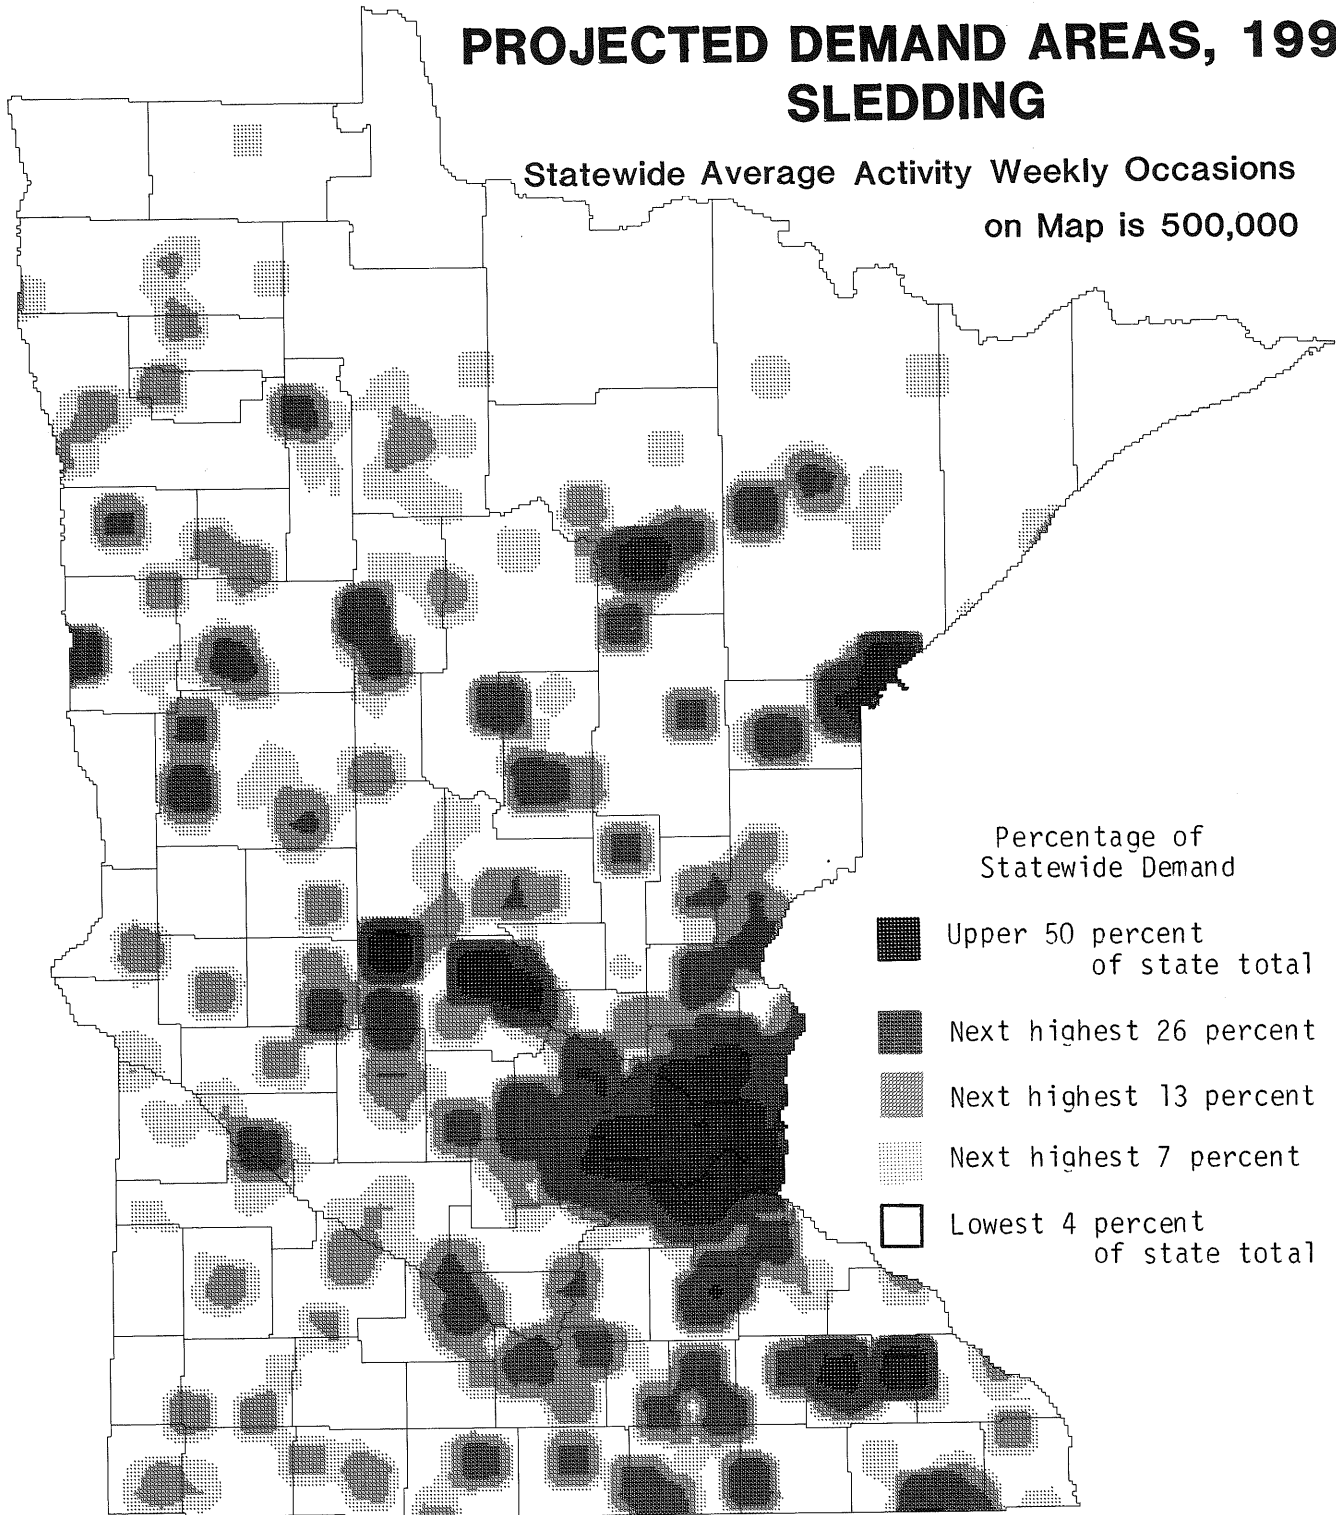 PROJECTED DEMAND AREAS, 199
SLEDDING
Statewide Average Activity Weekly Occasions
on Map is 500,000
Percentage of
Statewide Demand
Upper 50 percent
of state total
Next highest 26 percent
Next highest 13 percent
Next highest 7 percent
Lowest 4 percent
of state total